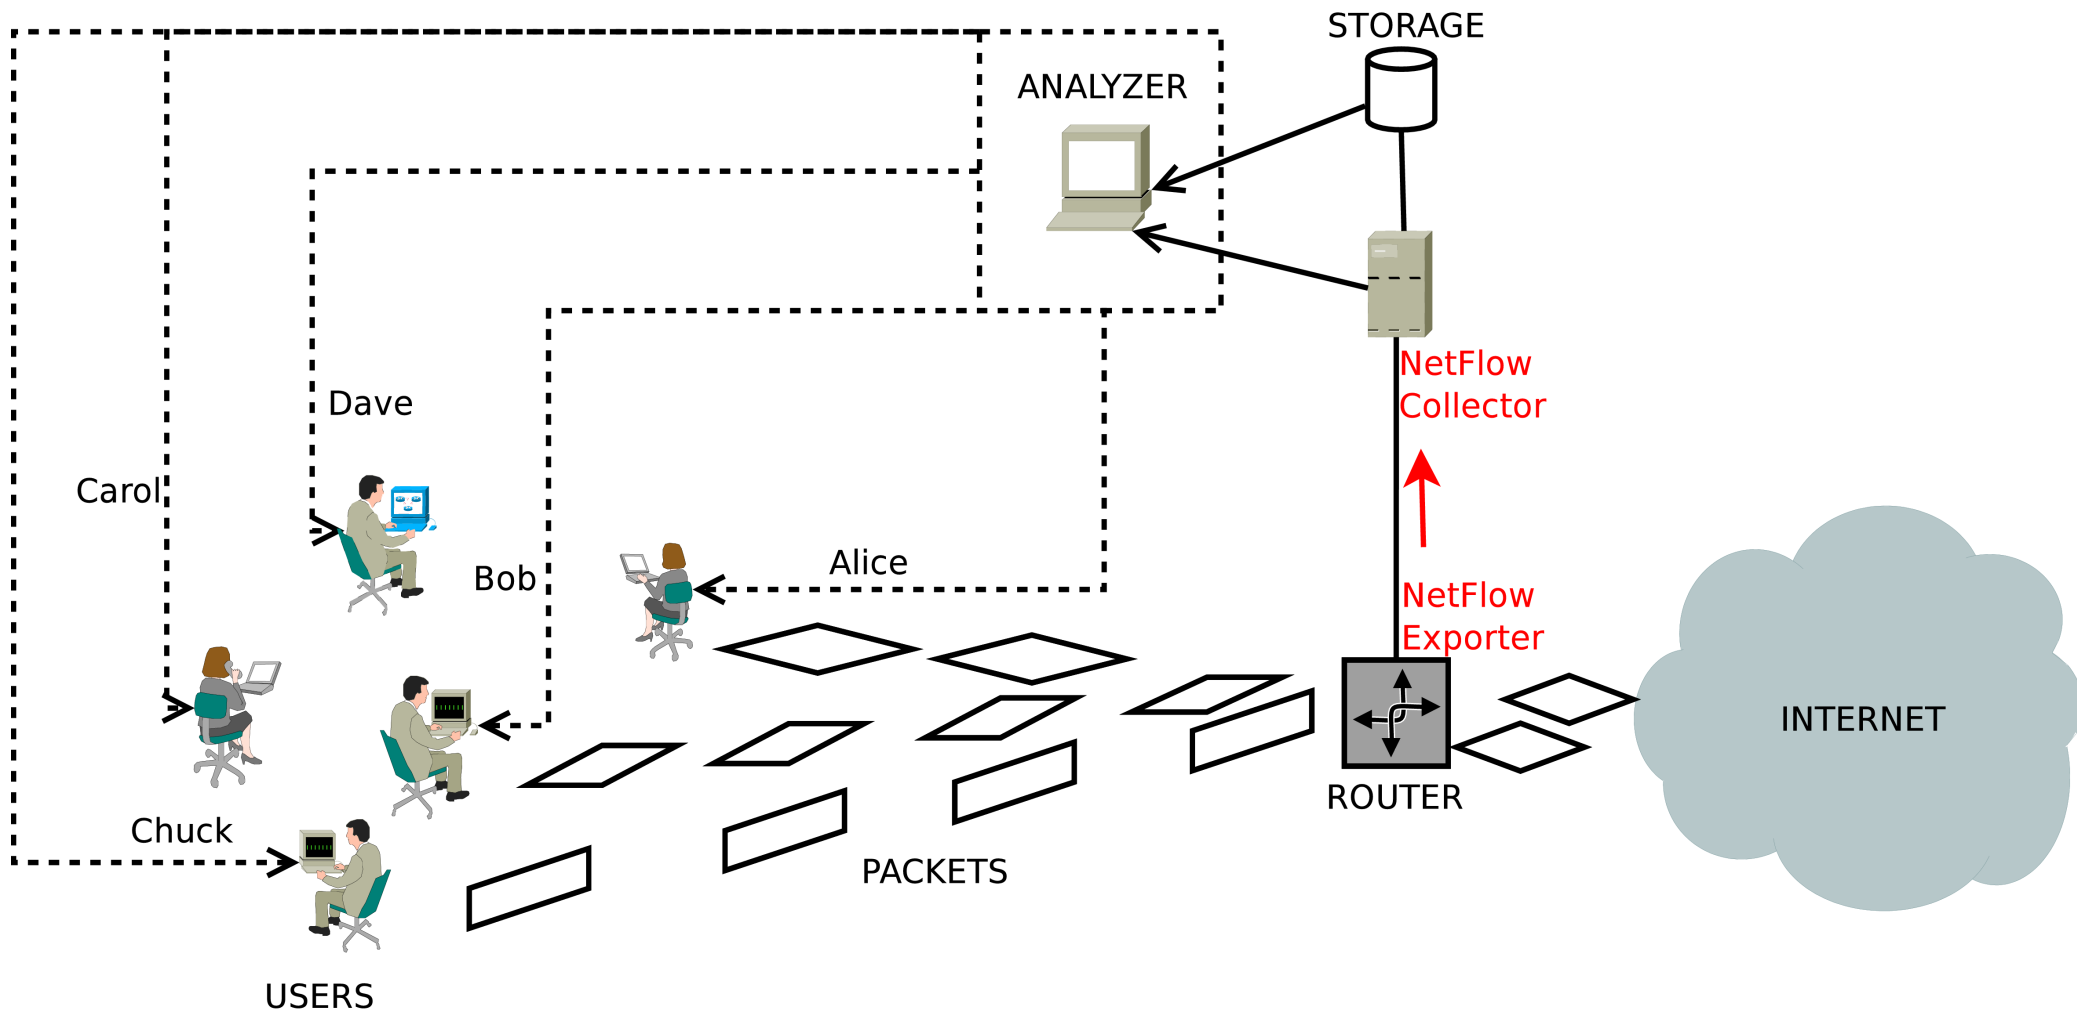 STORAGE
ANALYZER
NetFlow
Collector
Dave
Carol
Alice
Bob
NetFlow
Exporter
INTERNET
ROUTER
Chuck
PACKETS
USERS